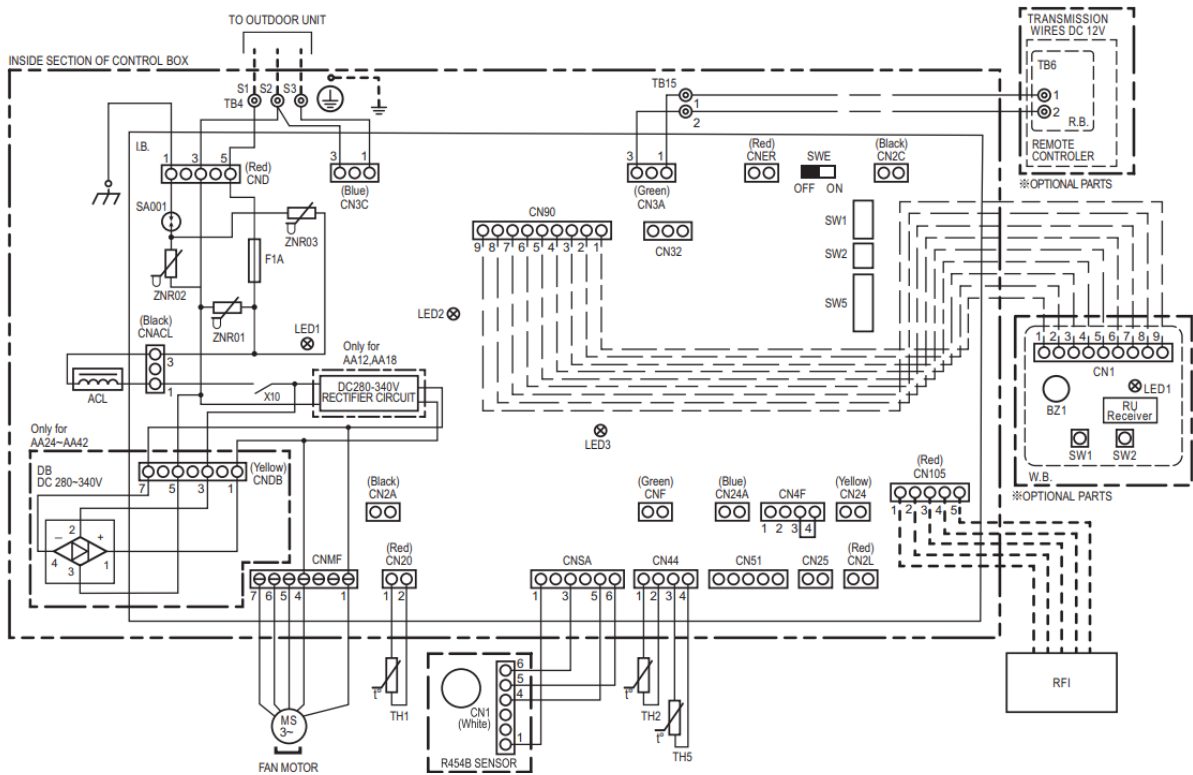 TO OUTDOOR UNIT
TRANSMISSION
WIRES DC 12V
INSIDE SECTION OF CONTROL BOX
TB6
S1 S2 S3
TB4
TB15
1
2
1
2
R.B.
REMOTE
CONTROLER
※OPTIONAL PARTS
I.B.
1 3 5
(Red)
CND
3 1
(Blue)
CN3C
3 1
(Green)
CN3A
(Red)
CNER
SWE
OFF ON
(Black)
CN2C
SA001
ZNR03
CN90
9 8 7 6 5 4 3 2 1
CN32
SW1
SW2
SW5
F1A
ZNR02
ZNR01
LED1
LED2
(Black)
CNACL
3
1
ACL
X10
Only for
AA12,AA18
DC280-340V
RECTIFIER CIRCUIT
1 2 3 4 5 6 7 8 9
CN1
LED1
BZ1
RU
Receiver
SW1 SW2
W.B.
※OPTIONAL PARTS
LED3
Only for
AA24~AA42
DB
DC 280~340V
7 5 3 1
(Yellow)
CNDB
2
− +
4 1
3
(Black)
CN2A
(Green)
CNF
(Blue)
CN24A
CN4F
1 2 3 4
(Yellow)
CN24
(Red)
CN105
1 2 3 4 5
CNMF
7 6 5 4 1
(Red)
CN20
1 2
CNSA
1 3 5 6
CN44
1 2 3 4
CN51
CN25
(Red)
CN2L
MS
3~
FAN MOTOR
t°
TH1
6
5
4
1
CN1
(White)
R454B SENSOR
t°
TH2
t°
TH5
RFI